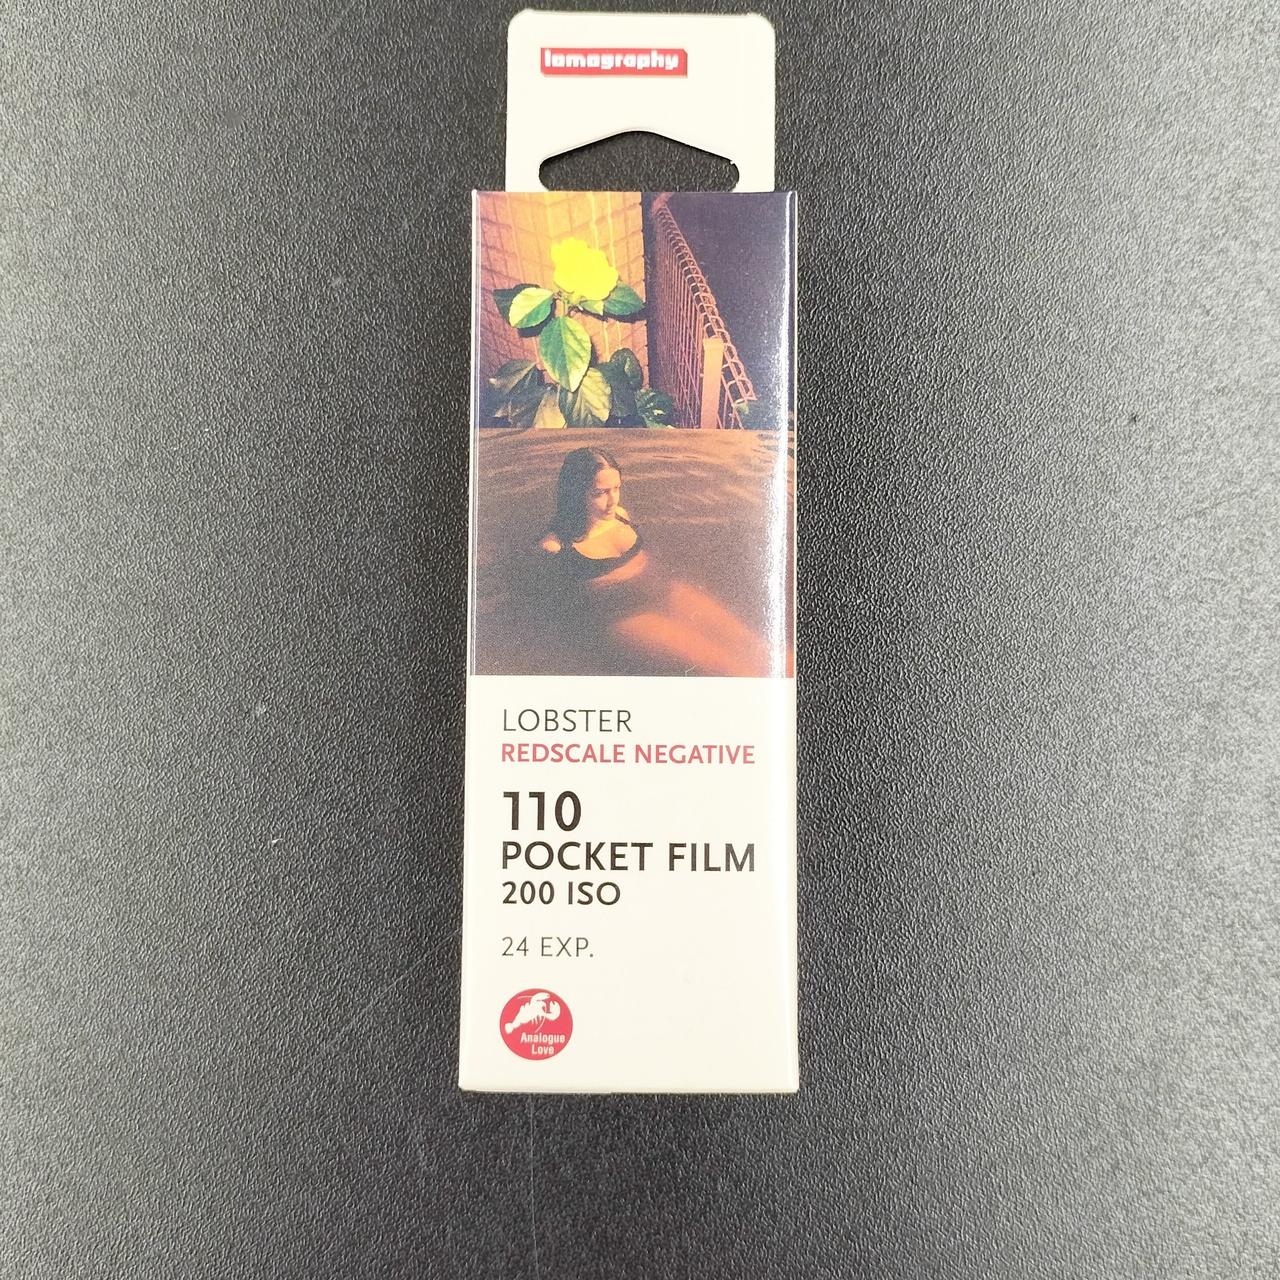 lomography
LOBSTER
REDSCALE NEGATIVE
110
POCKET FILM
200 ISO
24 EXP.
Analogue
Love